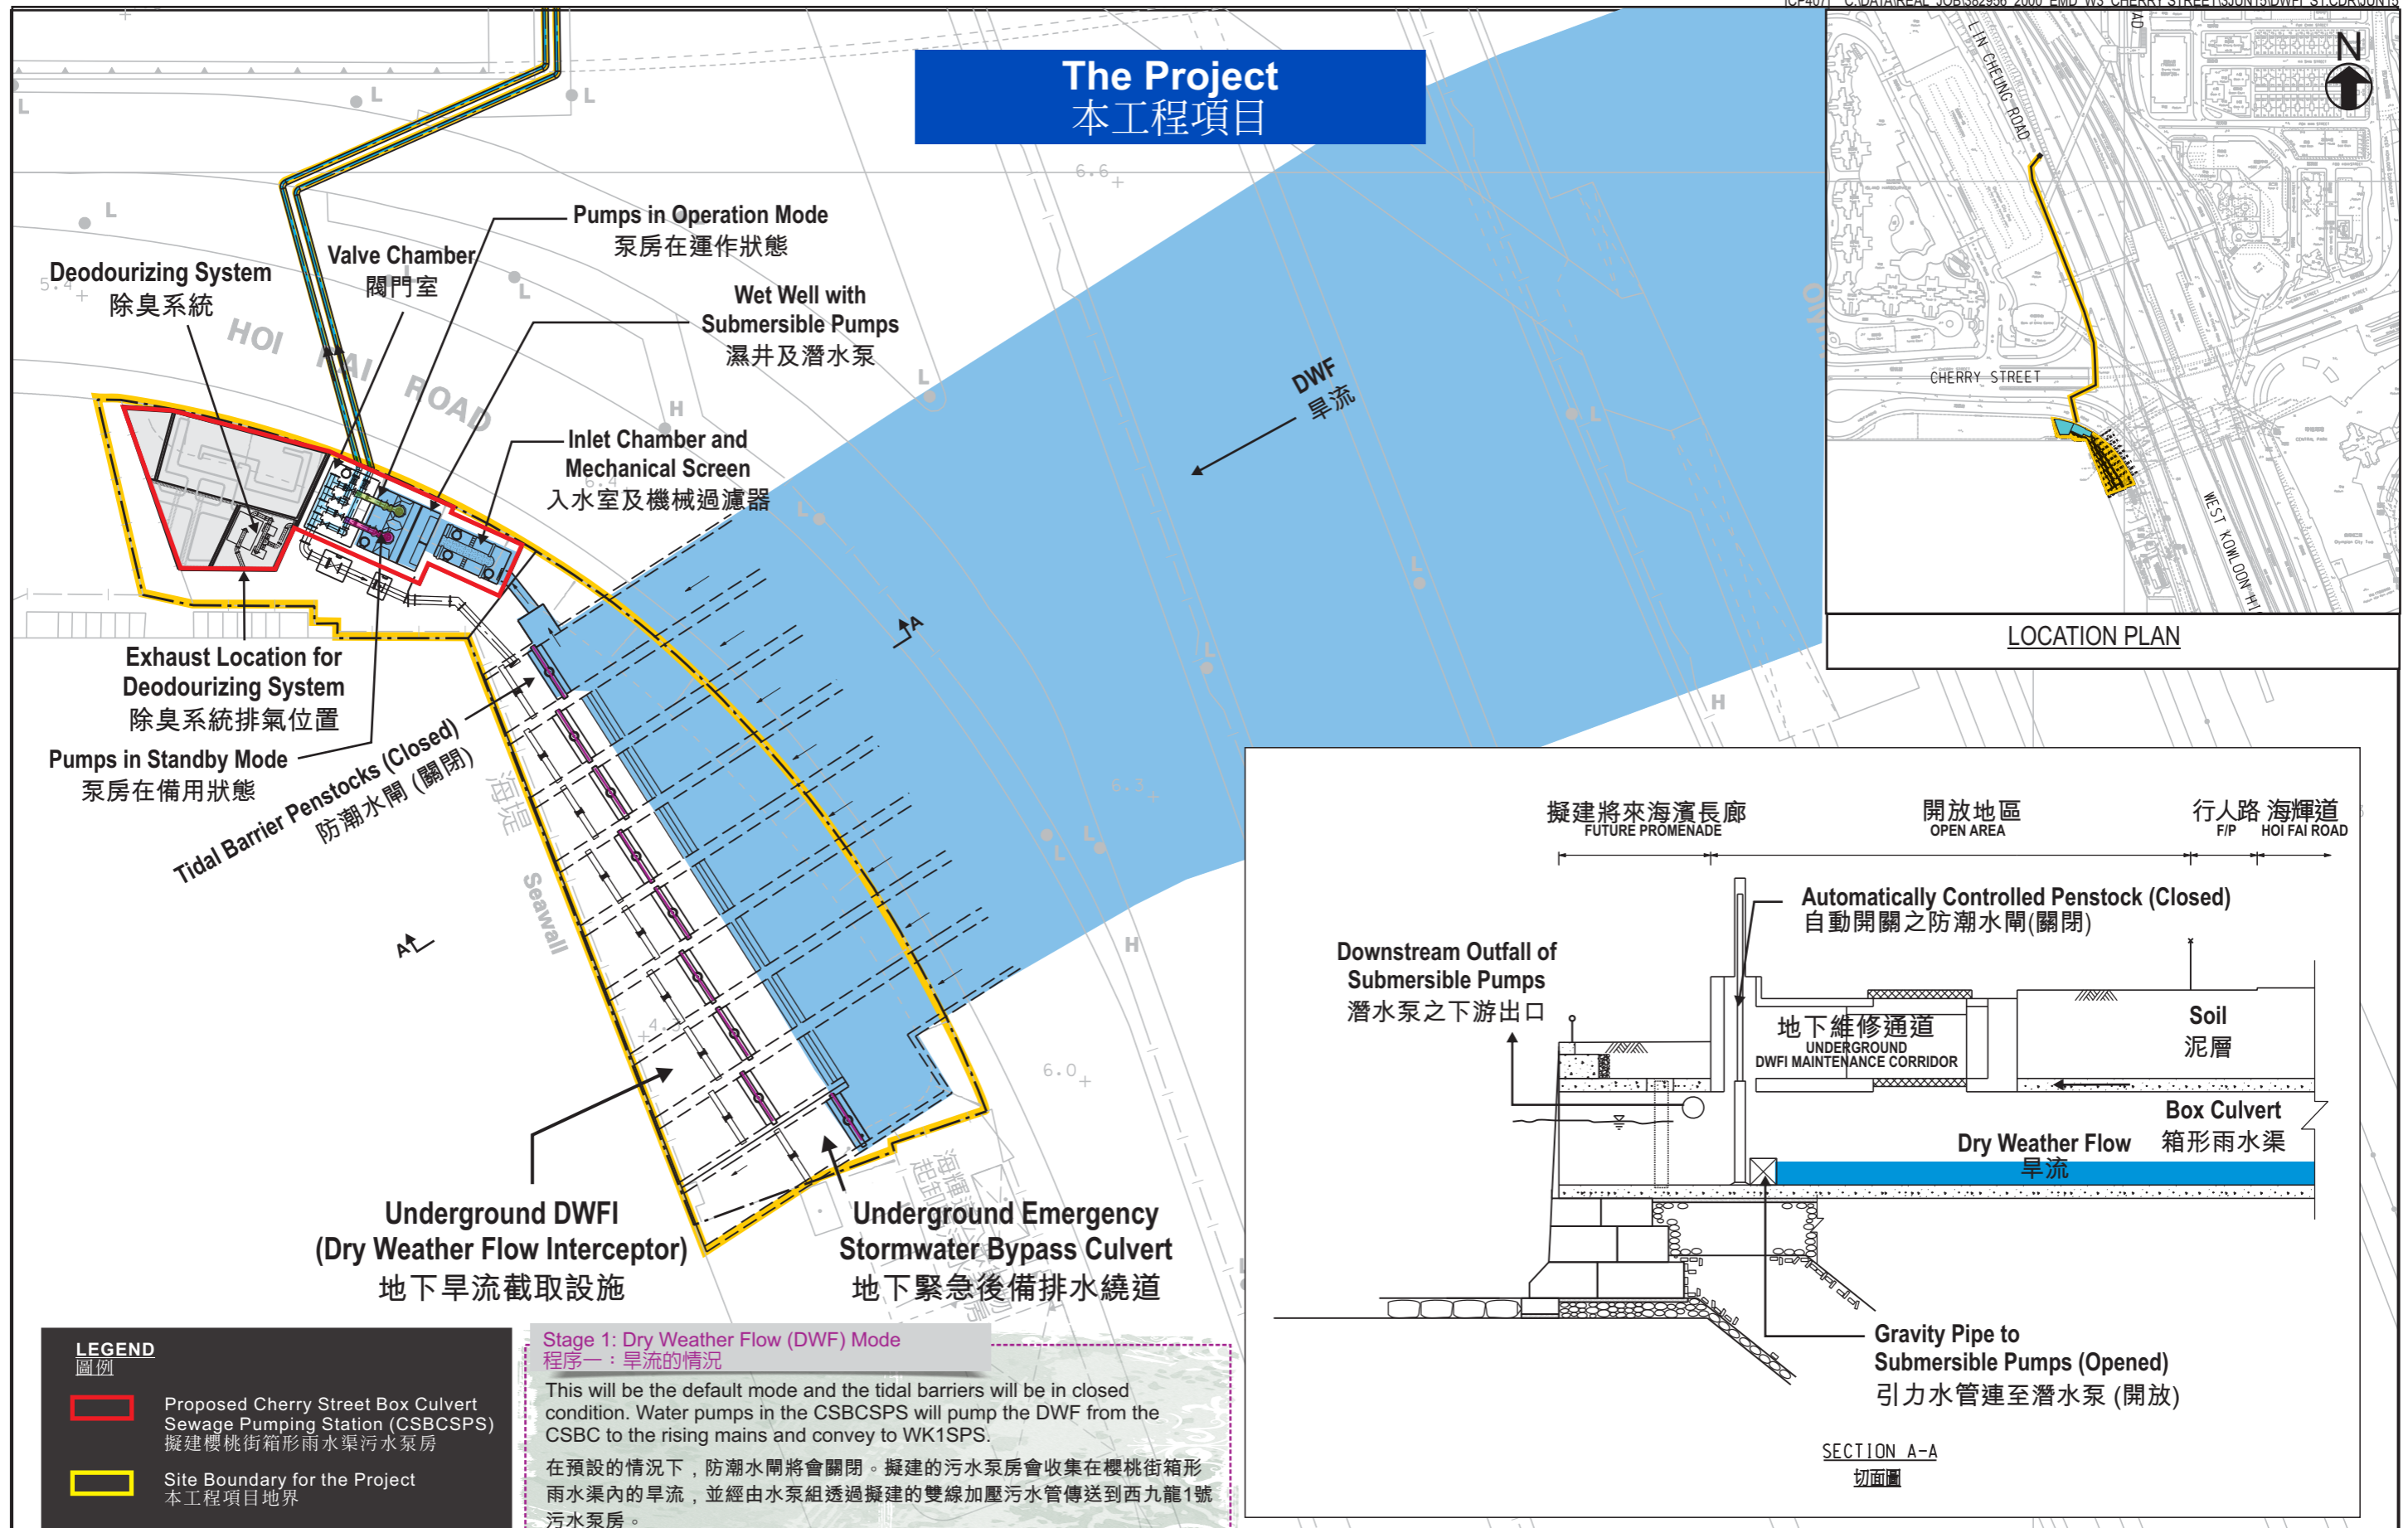 The Project
本工程項目
N
LIN CHEUNG ROAD
CHERRY STREET
WEST KOWLOON HI
LOCATION PLAN
Pumps in Operation Mode
泵房在運作狀態
Valve Chamber
閥門室
Deodourizing System
除臭系統
Wet Well with
Submersible Pumps
濕井及潛水泵
HOI FAI ROAD
Inlet Chamber and
Mechanical Screen
入水室及機械過濾器
DWF
旱流
Exhaust Location for
Deodourizing System
除臭系統排氣位置
Pumps in Standby Mode
泵房在備用狀態
Tidal Barrier Penstocks (Closed)
防潮水閘 (關閉)
海堤
Seawall
A
A
5.4
6.6
6.4
6.3
6.0
Underground DWFI
(Dry Weather Flow Interceptor)
地下旱流截取設施
Underground Emergency
Stormwater Bypass Culvert
地下緊急後備排水繞道
擬建將來海濱長廊
FUTURE PROMENADE
開放地區
OPEN AREA
行人路 海輝道
F/P HOI FAI ROAD
Automatically Controlled Penstock (Closed)
自動開關之防潮水閘(關閉)
Downstream Outfall of
Submersible Pumps
潛水泵之下游出口
地下維修通道
UNDERGROUND
DWFI MAINTENANCE CORRIDOR
Soil
泥層
Box Culvert
箱形雨水渠
Dry Weather Flow
旱流
Gravity Pipe to
Submersible Pumps (Opened)
引力水管連至潛水泵 (開放)
SECTION A-A
切面圖
LEGEND
圖例
Proposed Cherry Street Box Culvert
Sewage Pumping Station (CSBCSPS)
擬建櫻桃街箱形雨水渠污水泵房
Site Boundary for the Project
本工程項目地界
Stage 1: Dry Weather Flow (DWF) Mode
程序一：旱流的情況
This will be the default mode and the tidal barriers will be in closed
condition. Water pumps in the CSBCSPS will pump the DWF from the
CSBC to the rising mains and convey to WK1SPS.
在預設的情況下，防潮水閘將會關閉。擬建的污水泵房會收集在櫻桃街箱形
雨水渠內的旱流，並經由水泵組透過擬建的雙線加壓污水管傳送到西九龍1號
污水泵房。